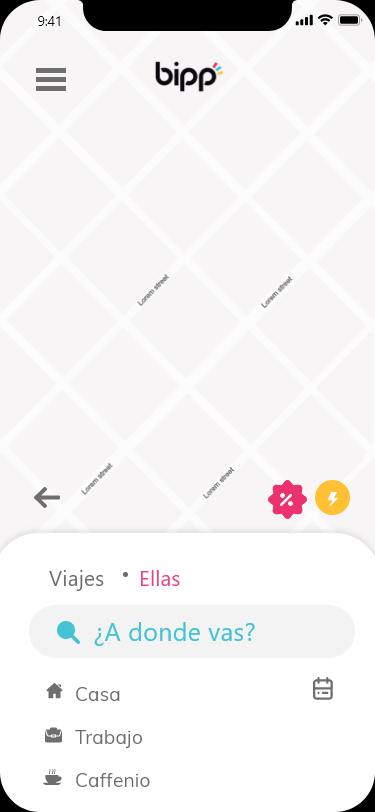 9:41
bipp
Lorem street
Lorem street
Lorem street
Lorem street
Viajes • Ellas
¿A donde vas?
Casa
Trabajo
Caffenio